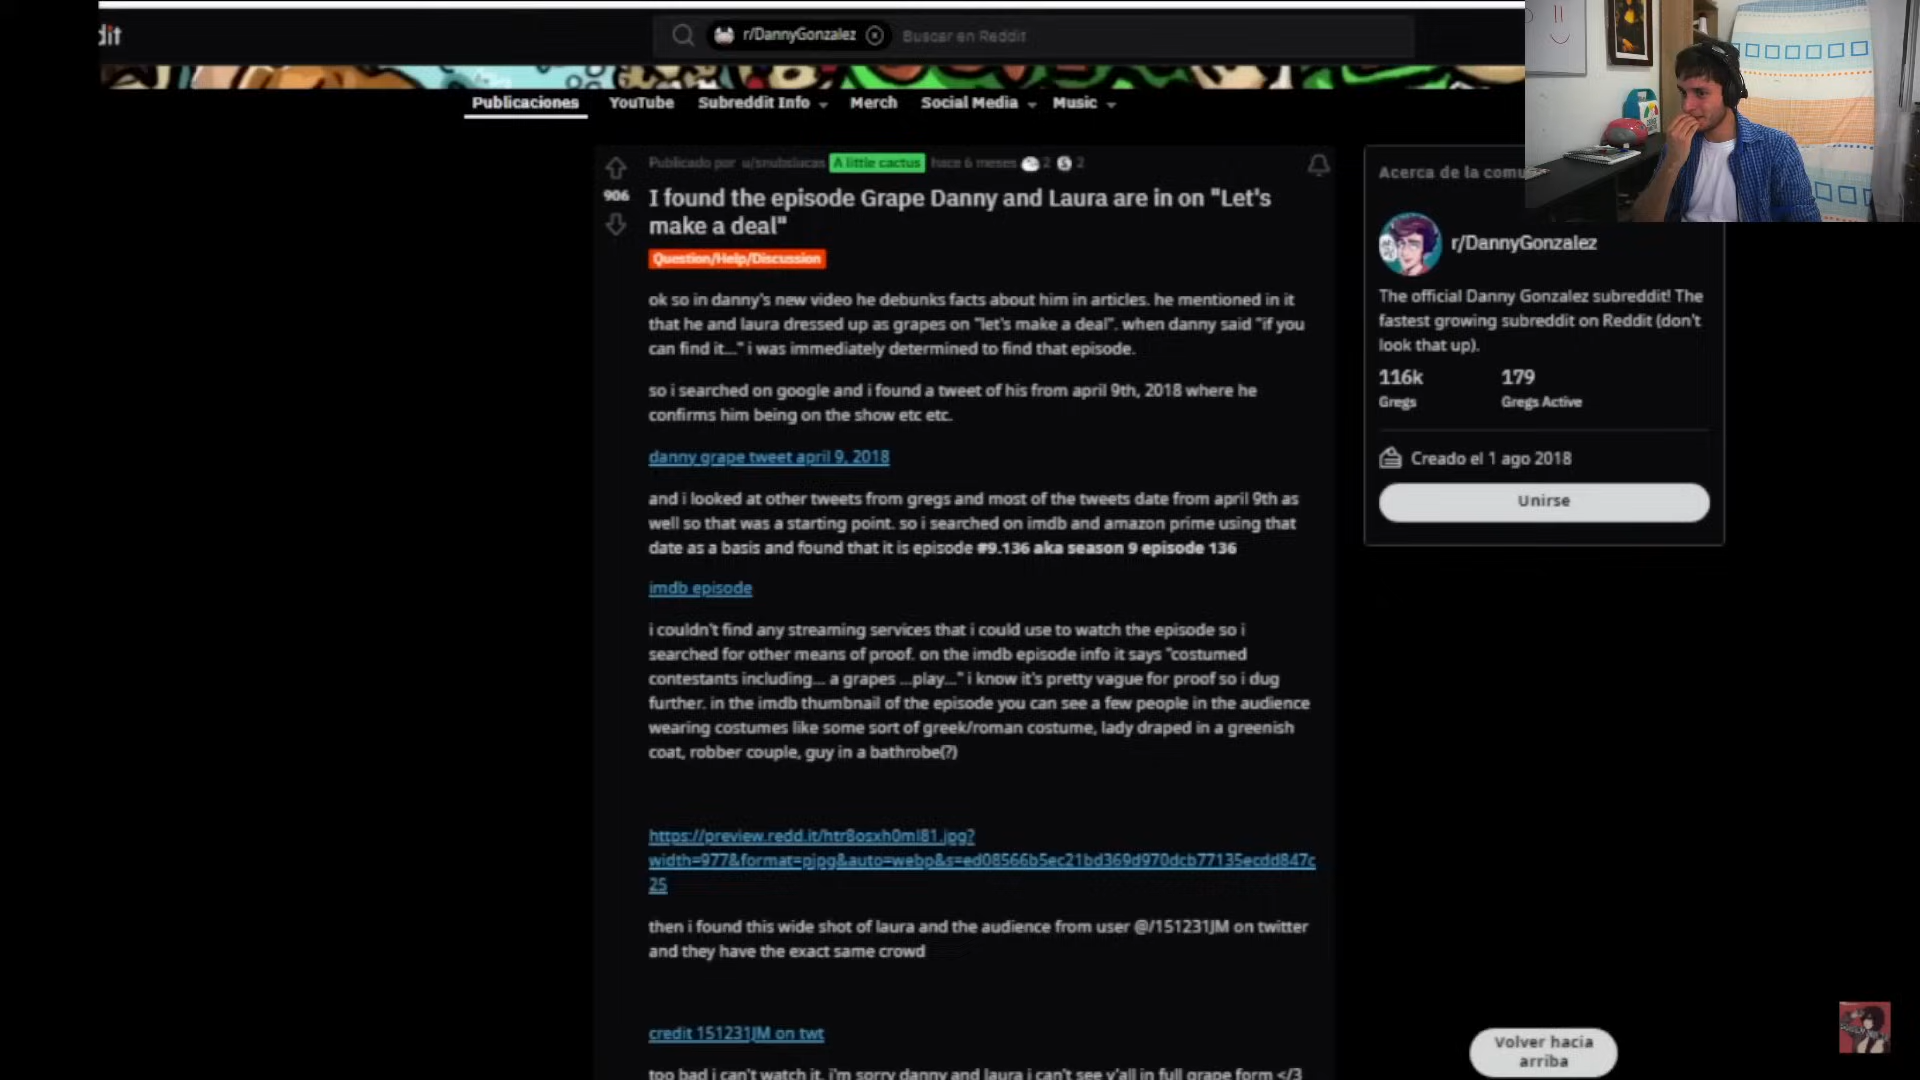 dit
r/DannyGonzalez
Buscar en Reddit
Publicaciones YouTube Subreddit Info Merch Social Media Music
Publicado por u/snubslucas A little cactus hace 6 meses 2 2
906
I found the episode Grape Danny and Laura are in on "Let's
make a deal"
Question/Help/Discussion
ok so in danny's new video he debunks facts about him in articles. he mentioned in it
that he and laura dressed up as grapes on "let's make a deal". when danny said "if you
can find it..." i was immediately determined to find that episode.
so i searched on google and i found a tweet of his from april 9th, 2018 where he
confirms him being on the show etc etc.
danny grape tweet april 9, 2018
and i looked at other tweets from gregs and most of the tweets date from april 9th as
well so that was a starting point. so i searched on imdb and amazon prime using that
date as a basis and found that it is episode #9.136 aka season 9 episode 136
imdb episode
i couldn't find any streaming services that i could use to watch the episode so i
searched for other means of proof. on the imdb episode info it says "costumed
contestants including... a grapes ...play..." i know it's pretty vague for proof so i dug
further. in the imdb thumbnail of the episode you can see a few people in the audience
wearing costumes like some sort of greek/roman costume, lady draped in a greenish
coat, robber couple, guy in a bathrobe(?)
https://preview.redd.it/htr8osxh0ml81.jpg?
width=977&format=pjpg&auto=webp&s=ed08566b5ec21bd369d970dcb77135ecdd847c
25
then i found this wide shot of laura and the audience from user @/151231JM on twitter
and they have the exact same crowd
credit 151231JM on twt
too bad i can't watch it. i'm sorry danny and laura i can't see y'all in full grape form </3
Acerca de la comu
r/DannyGonzalez
The official Danny Gonzalez subreddit! The
fastest growing subreddit on Reddit (don't
look that up).
116k 179
Gregs Gregs Active
Creado el 1 ago 2018
Unirse
Volver hacia
arriba